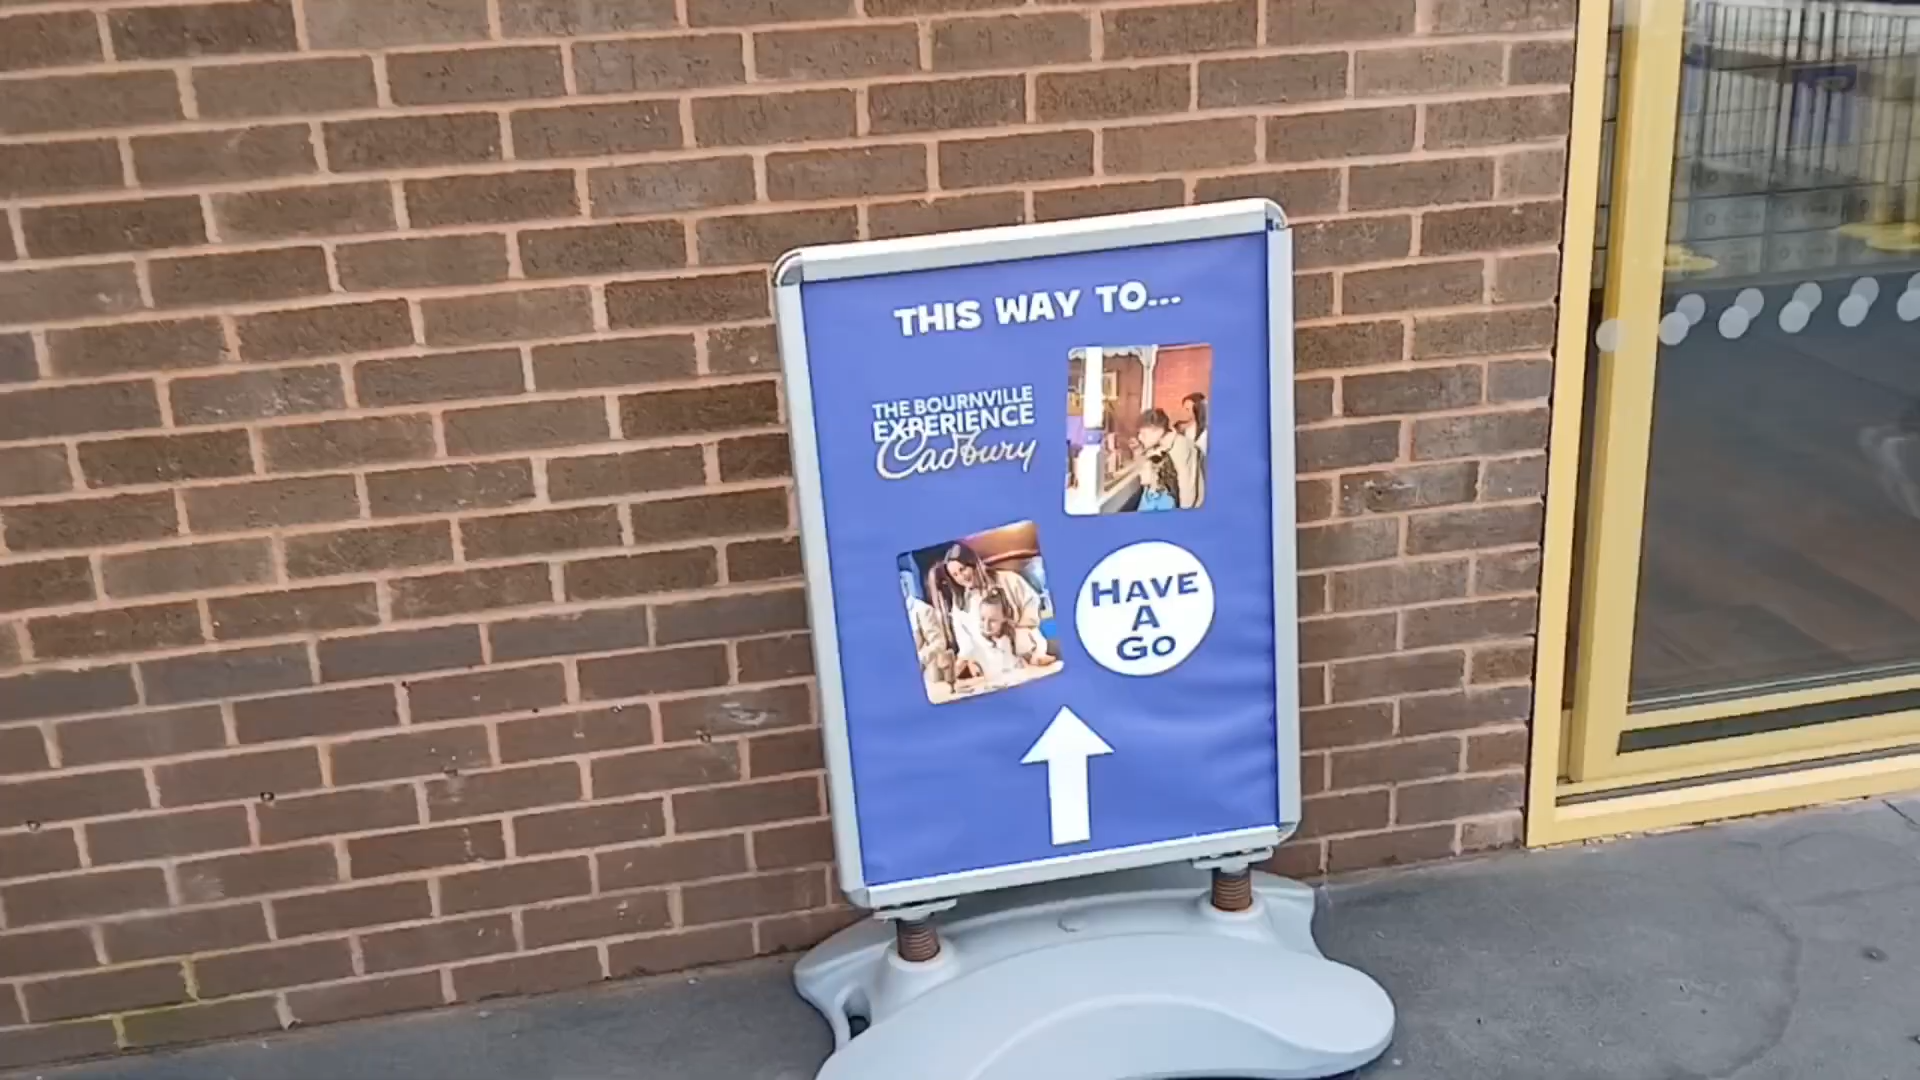 THIS WAY TO...
THE BOURNVILLE
EXPERIENCE
Cadbury
HAVE
A
GO